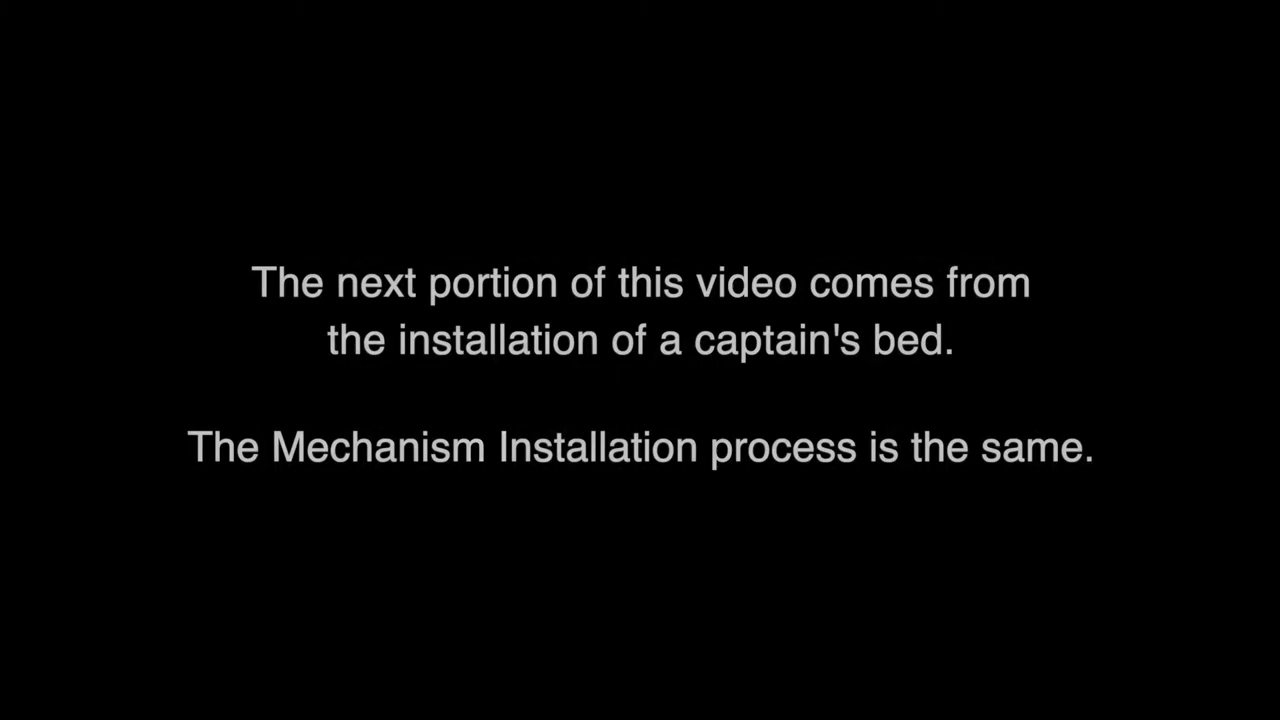 The next portion of this video comes from
the installation of a captain's bed.
The Mechanism Installation process is the same.